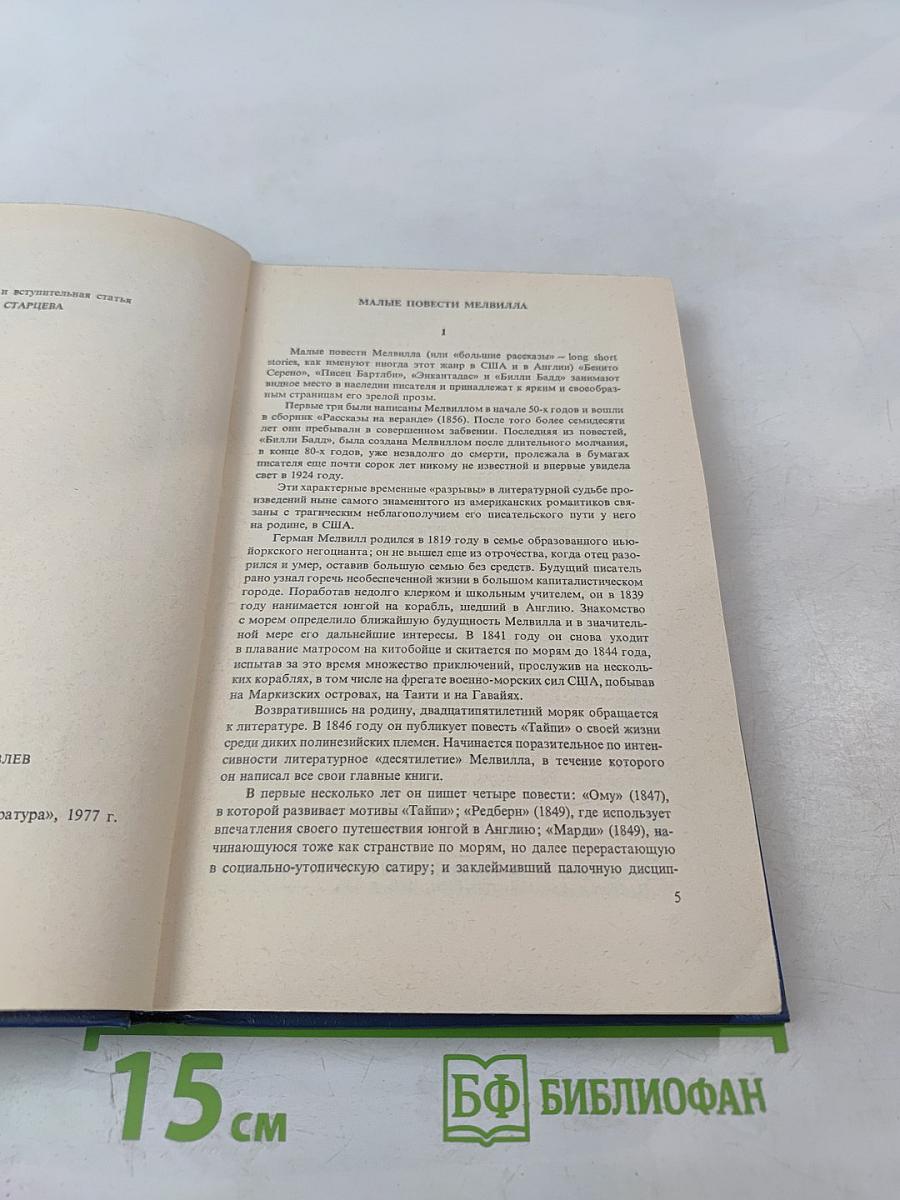 и вступительная статья
СТАРЦЕВА
ВЛЕВ
ратура», 1977 г.
МАЛЫЕ ПОВЕСТИ МЕЛВИЛЛА
1
Малые повести Мелвилла (или «большие рассказы» – long short
stories, как именуют иногда этот жанр в США и в Англии) «Бенито
Серено», «Писец Бартлби», «Энкантадас» и «Билли Бадд» занимают
видное место в наследии писателя и принадлежат к ярким и своеобраз-
ным страницам его зрелой прозы.
Первые три были написаны Мелвиллом в начале 50-х годов и вошли
в сборник «Рассказы на веранде» (1856). После того более семидесяти
лет они пребывали в совершенном забвении. Последняя из повестей,
«Билли Бадд», была создана Мелвиллом после длительного молчания,
в конце 80-х годов, уже незадолго до смерти, пролежала в бумагах
писателя еще почти сорок лет никому не известной и впервые увидела
свет в 1924 году.
Эти характерные временные «разрывы» в литературной судьбе про-
изведений ныне самого знаменитого из американских романтиков свя-
заны с трагическим неблагополучием его писательского пути у него
на родине, в США.
Герман Мелвилл родился в 1819 году в семье образованного нью-
йоркского негоцианта; он не вышел еще из отрочества, когда отец разо-
рился и умер, оставив большую семью без средств. Будущий писатель
рано узнал горечь необеспеченной жизни в большом капиталистическом
городе. Поработав недолго клерком и школьным учителем, он в 1839
году нанимается юнгой на корабль, шедший в Англию. Знакомство
с морем определило ближайшую будущность Мелвилла и в значитель-
ной мере его дальнейшие интересы. В 1841 году он снова уходит
в плавание матросом на китобойце и скитается по морям до 1844 года,
испытав за это время множество приключений, прослужив на несколь-
ких кораблях, в том числе на фрегате военно-морских сил США, побывав
на Маркизских островах, на Таити и на Гавайях.
Возвратившись на родину, двадцатипятилетний моряк обращается
к литературе. В 1846 году он публикует повесть «Тайпи» о своей жизни
среди диких полинезийских племен. Начинается поразительное по интен-
сивности литературное «десятилетие» Мелвилла, в течение которого
он написал все свои главные книги.
В первые несколько лет он пишет четыре повести: «Ому» (1847),
в которой развивает мотивы «Тайпи»; «Редберн» (1849), где использует
впечатления своего путешествия юнгой в Англию; «Марди» (1849), на-
чинающуюся тоже как странствие по морям, но далее перерастающую
в социально-утопическую сатиру; и заклеймивший палочную дисцип-
5
15 см
БФ БИБЛИОФАН